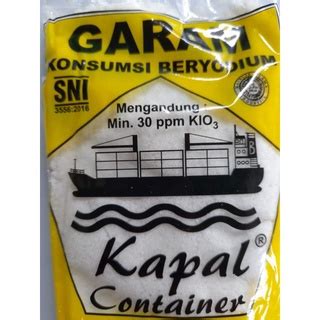 GARAM
KONSUMSI BERYODIUM
SNI
3556:2016
Mengandung :
Min. 30 ppm KIO₃
Kapal®
Container